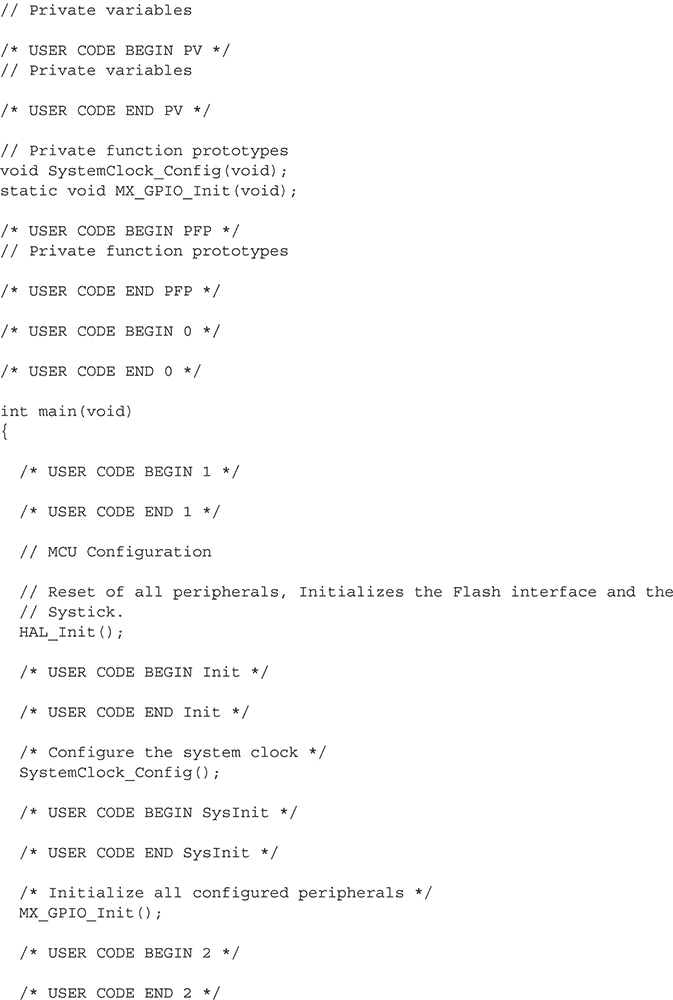 // Private variables
/* USER CODE BEGIN PV */
// Private variables
/* USER CODE END PV */
// Private function prototypes
void SystemClock_Config(void);
static void MX_GPIO_Init(void);
/* USER CODE BEGIN PFP */
// Private function prototypes
/* USER CODE END PFP */
/* USER CODE BEGIN 0 */
/* USER CODE END 0 */
int main(void)
{
/* USER CODE BEGIN 1 */
/* USER CODE END 1 */
// MCU Configuration
// Reset of all peripherals, Initializes the Flash interface and the
// Systick.
HAL_Init();
/* USER CODE BEGIN Init */
/* USER CODE END Init */
/* Configure the system clock */
SystemClock_Config();
/* USER CODE BEGIN SysInit */
/* USER CODE END SysInit */
/* Initialize all configured peripherals */
MX_GPIO_Init();
/* USER CODE BEGIN 2 */
/* USER CODE END 2 */